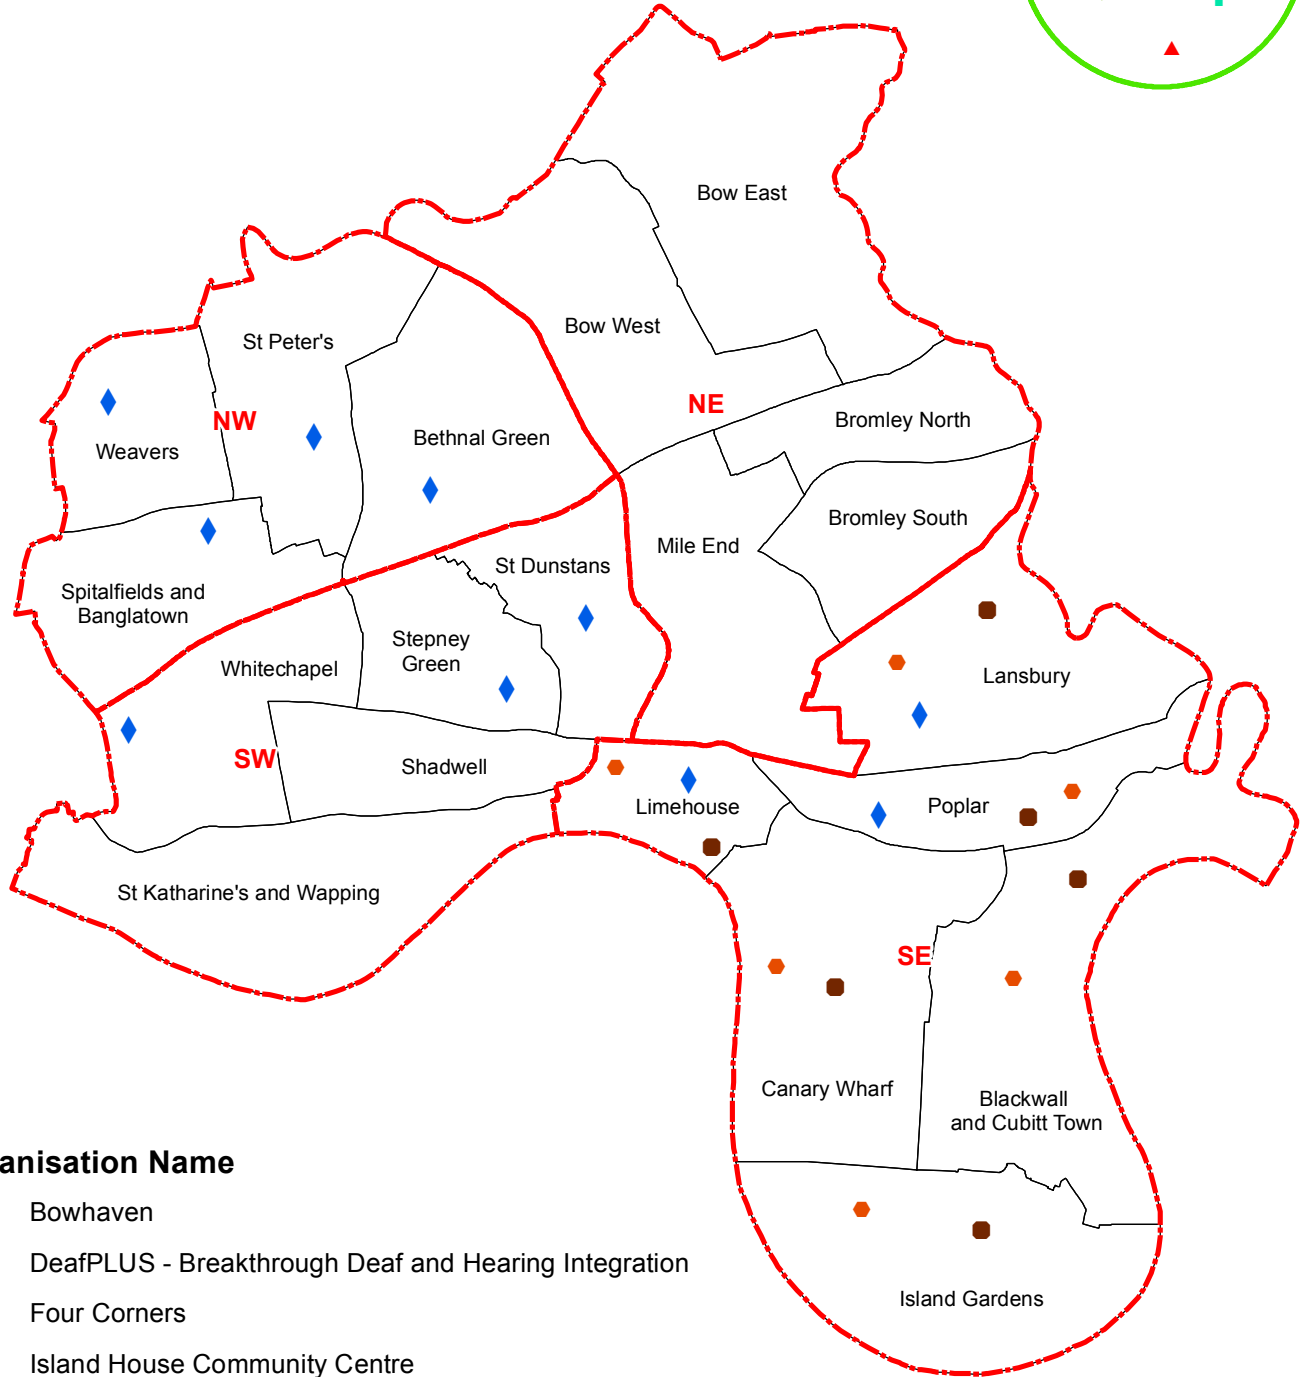 Bow East
Bow West
St Peter's
NE
NW
Bromley North
Bethnal Green
Weavers
Bromley South
Mile End
St Dunstans
Spitalfields and
Banglatown
Stepney
Green
Whitechapel
Lansbury
SW
Shadwell
Limehouse
Poplar
St Katharine's and Wapping
SE
Canary Wharf
Blackwall
and Cubitt Town
Island Gardens
anisation Name
Bowhaven
DeafPLUS - Breakthrough Deaf and Hearing Integration
Four Corners
Island House Community Centre